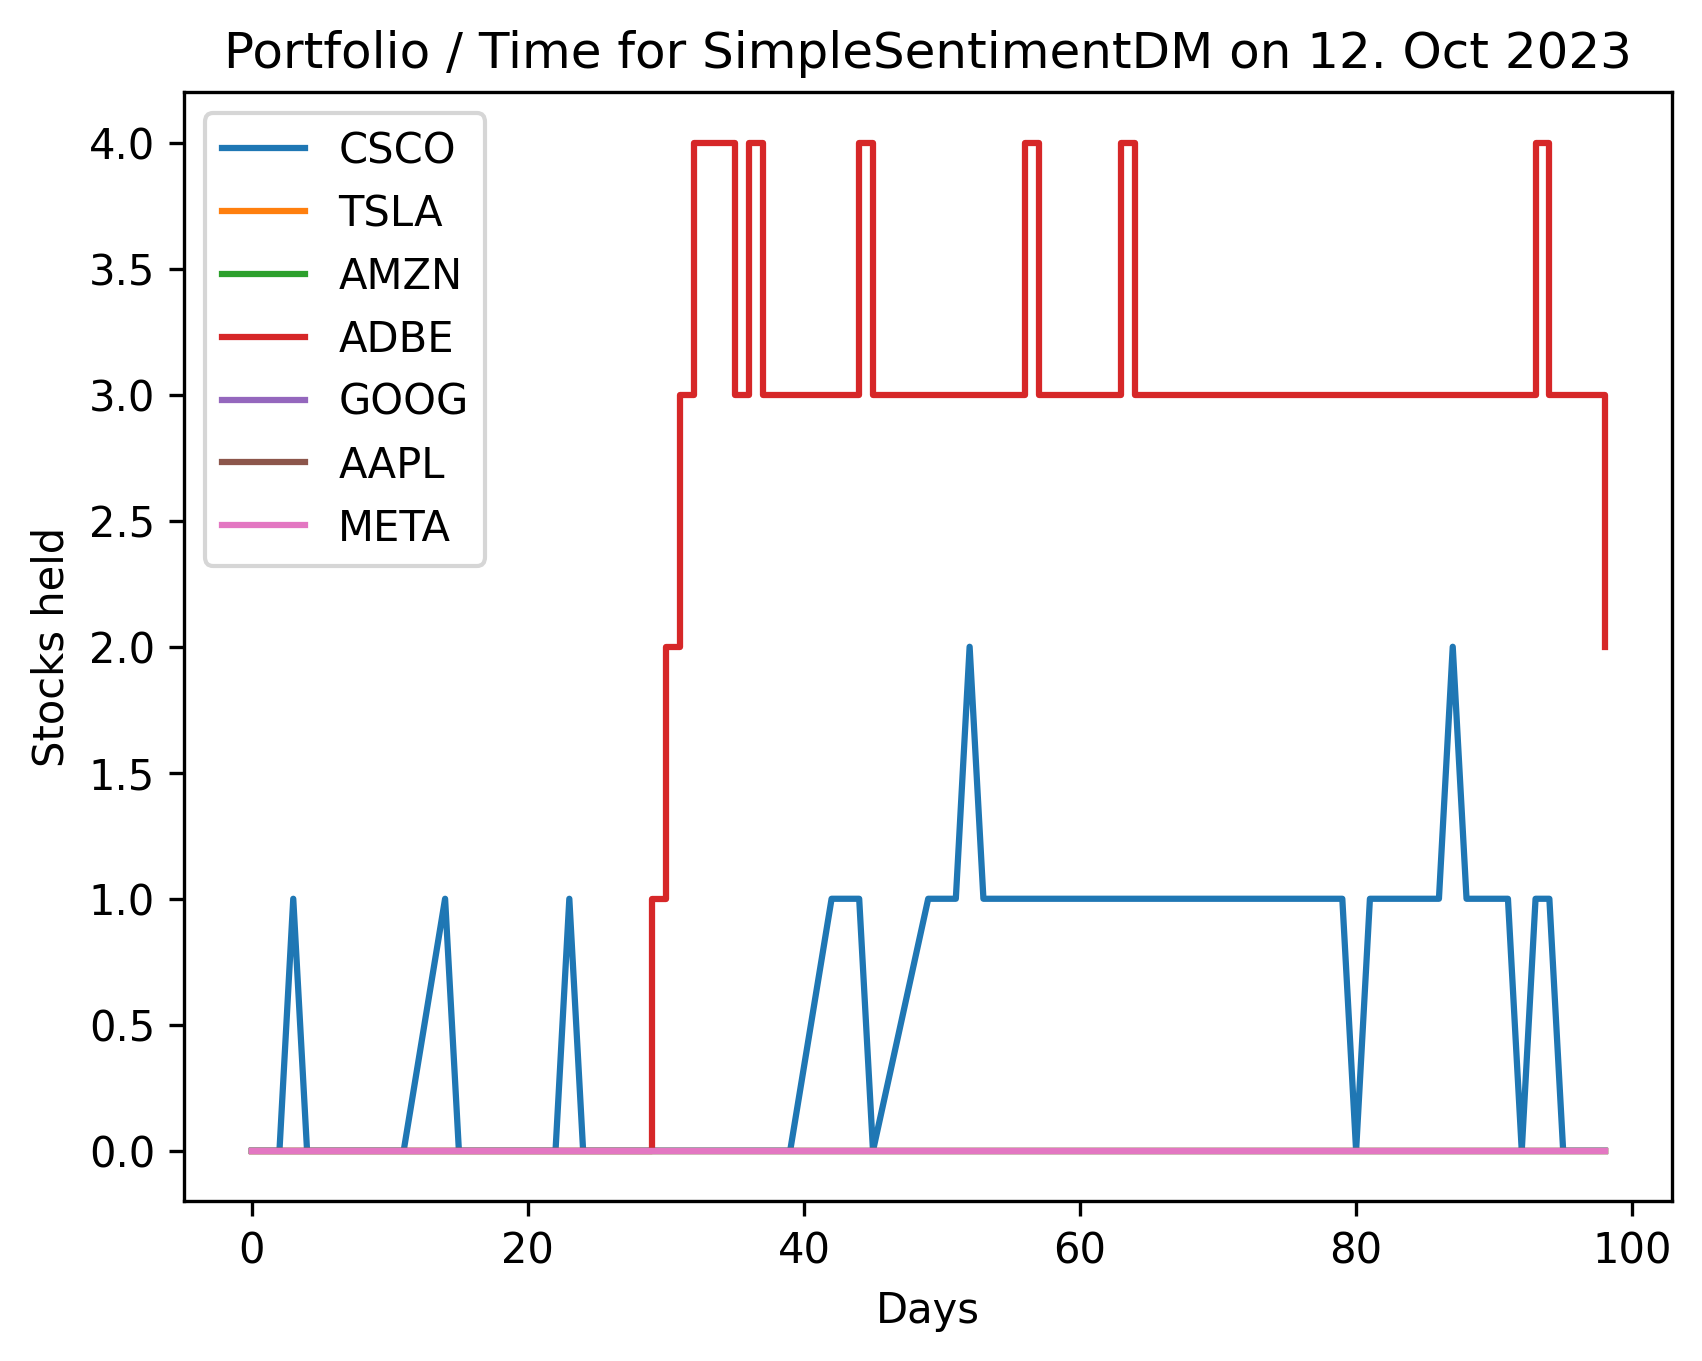 Portfolio / Time for SimpleSentimentDM on 12. Oct 2023
CSCO
TSLA
AMZN
ADBE
GOOG
AAPL
META
4.0
3.5
3.0
2.5
2.0
1.5
1.0
0.5
0.0
Stocks held
0 20 40 60 80 100
Days